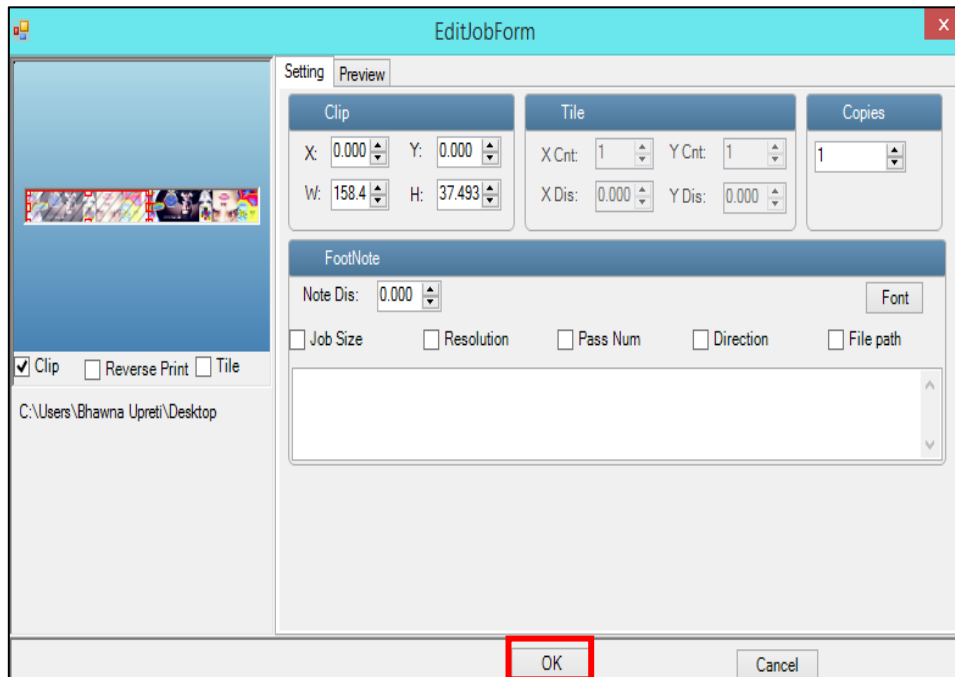 EditJobForm
x
Setting Preview
Clip
X: 0.000 Y: 0.000
W: 158.4 H: 37.493
Tile
X Cnt: 1 Y Cnt: 1
X Dis: 0.000 Y Dis: 0.000
Copies
1
FootNote
Note Dis: 0.000
Font
Job Size Resolution Pass Num Direction File path
Clip Reverse Print Tile
C:\Users\Bhawna Upreti\Desktop
OK Cancel